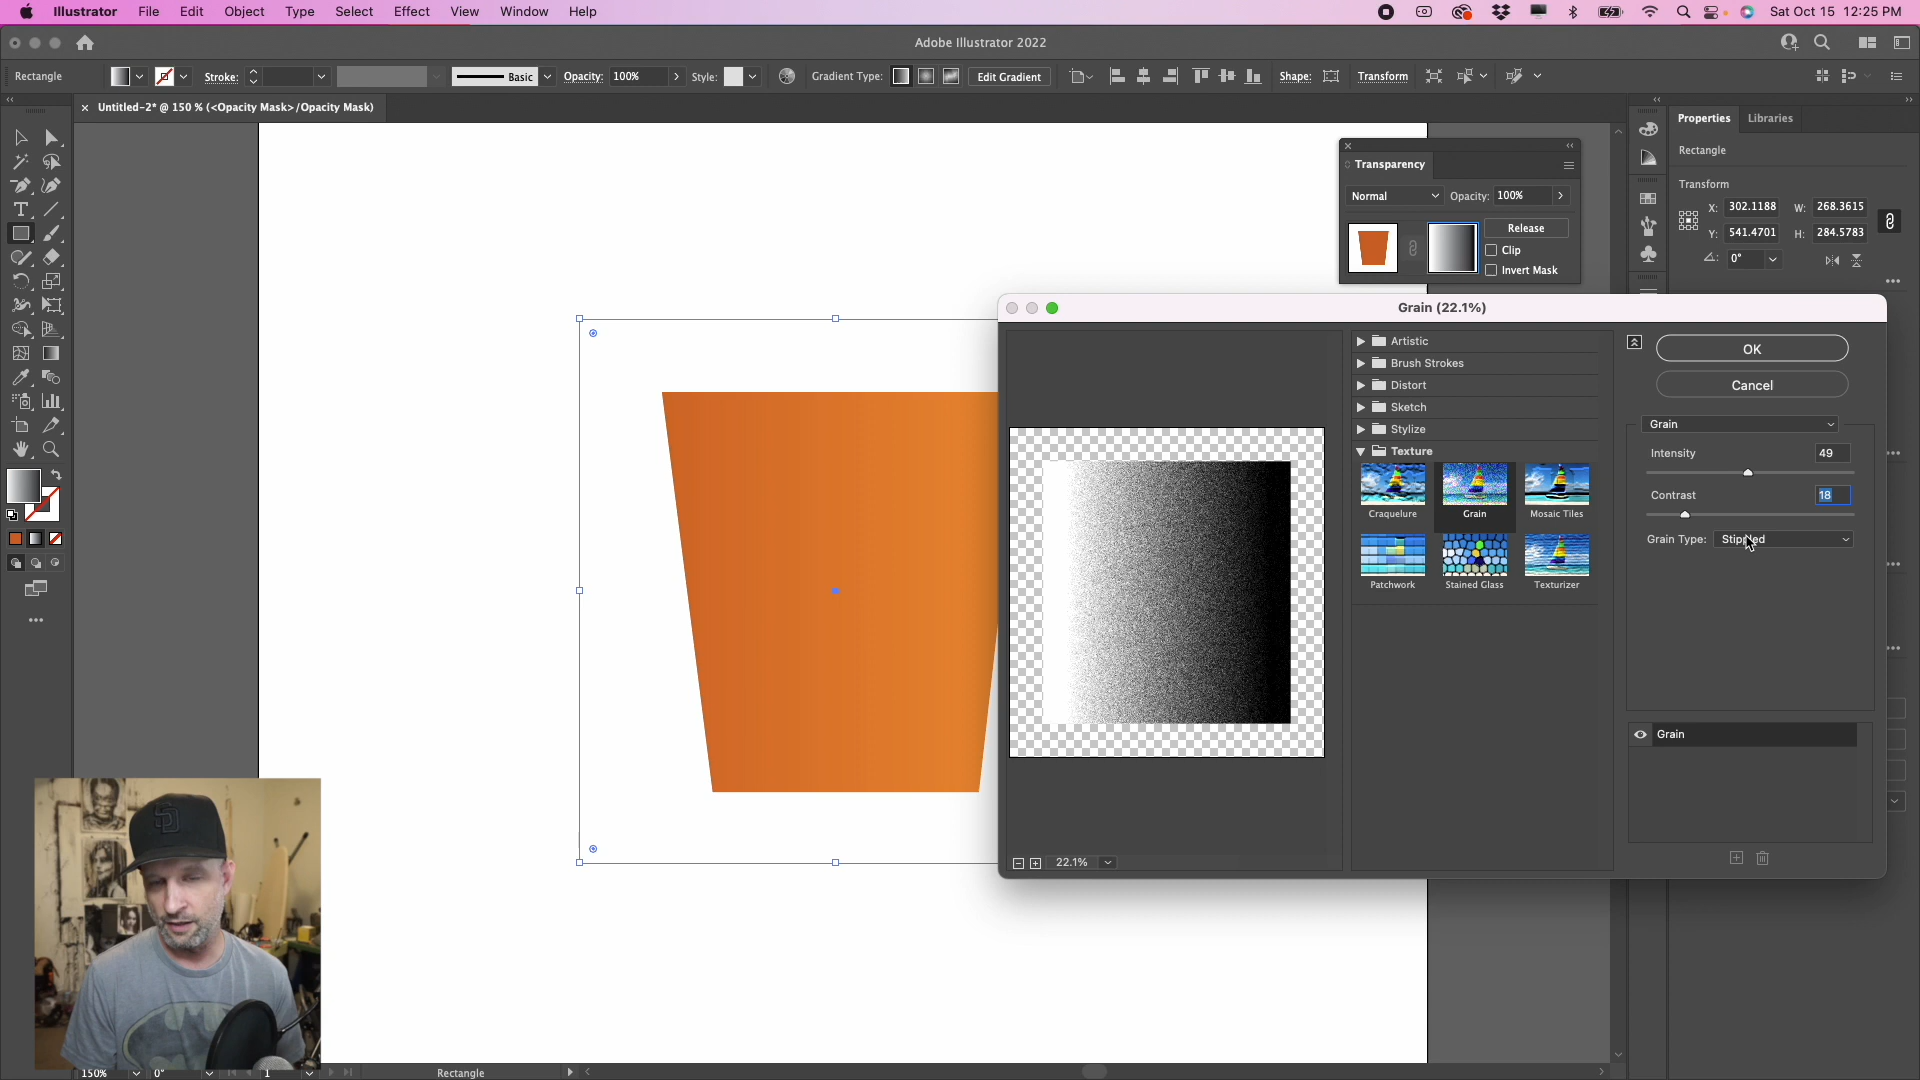 Illustrator File Edit Object Type Select Effect View Window Help
Sat Oct 15 12:25 PM
Adobe Illustrator 2022
Rectangle
Stroke:
Basic
Opacity: 100%
Style:
Gradient Type:
Edit Gradient
Shape:
Transform
Untitled-2* @ 150 % (<Opacity Mask>/Opacity Mask)
Properties
Libraries
Rectangle
Transform
X: 302.1188
W: 268.3615
Y: 541.4701
H: 284.5783
0°
Transparency
Normal
Opacity: 100%
Release
Clip
Invert Mask
Grain (22.1%)
Artistic
Brush Strokes
Distort
Sketch
Stylize
Texture
Craquelure
Grain
Mosaic Tiles
Patchwork
Stained Glass
Texturizer
22.1%
OK
Cancel
Grain
Intensity 49
Contrast 18
Grain Type: Stippled
Grain
150%
0°
1
Rectangle